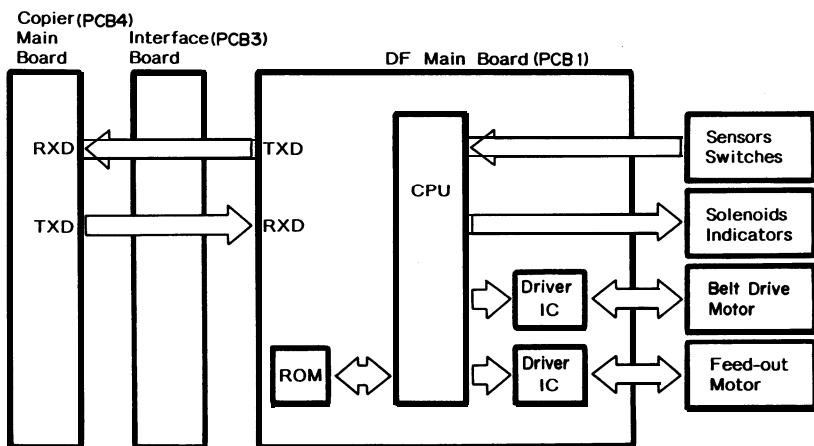 Copier (PCB4)
Main
Board
Interface (PCB3)
Board
DF Main Board (PCB1)
RXD
TXD
TXD
RXD
CPU
Sensors
Switches
Solenoids
Indicators
Driver
IC
Belt Drive
Motor
ROM
Driver
IC
Feed-out
Motor